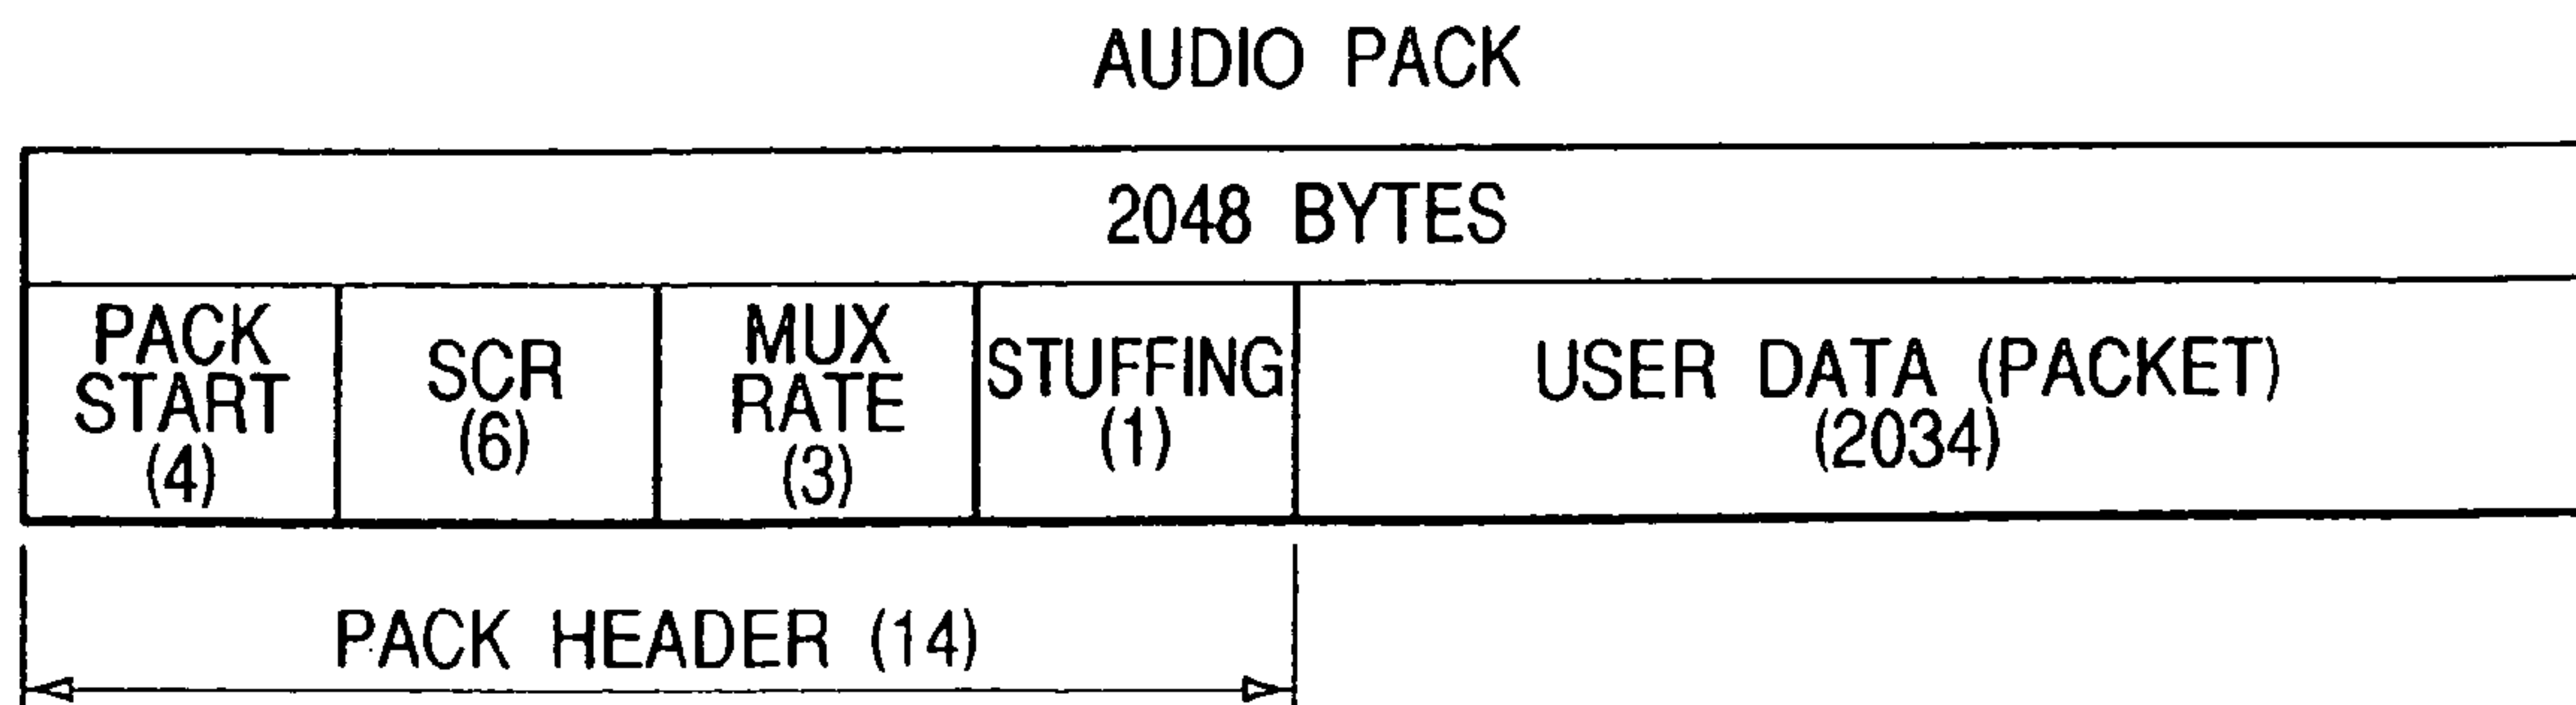 AUDIO PACK
2048 BYTES
PACK
START
(4)
SCR
(6)
MUX
RATE
(3)
STUFFING
(1)
USER DATA (PACKET)
(2034)
PACK HEADER (14)